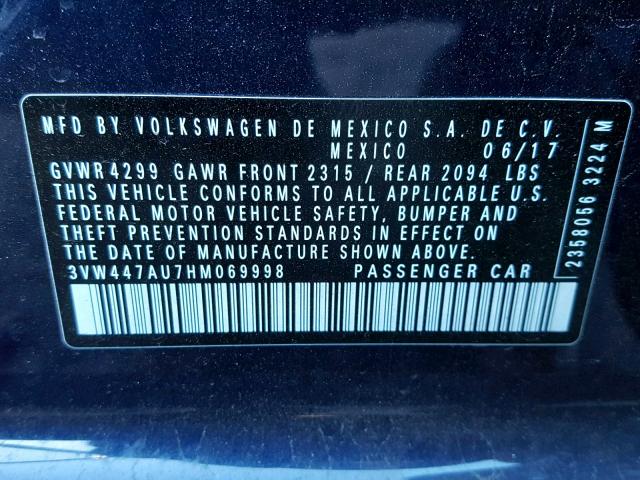 MFD BY VOLKSWAGEN DE MEXICO S.A. DE C.V.
MEXICO 06/17
GVWR 4299 GAWR FRONT 2315 / REAR 2094 LBS
THIS VEHICLE CONFORMS TO ALL APPLICABLE U.S.
FEDERAL MOTOR VEHICLE SAFETY, BUMPER AND
THEFT PREVENTION STANDARDS IN EFFECT ON
THE DATE OF MANUFACTURE SHOWN ABOVE.
3VW447AU7HM069998 PASSENGER CAR
2358056 3224 M